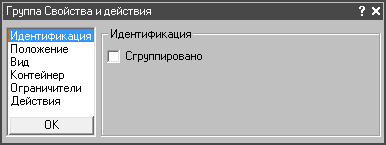 Группа Свойства и действия ? ×
Идентификация
Положение
Вид
Контейнер
Ограничители
Действия
OK
Идентификация
Сгруппировано